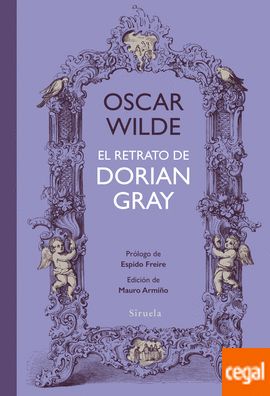 OSCAR
WILDE
EL RETRATO DE
DORIAN
GRAY
Prólogo de
Espido Freire
Edición de
Mauro Armiño
Siruela
cegal